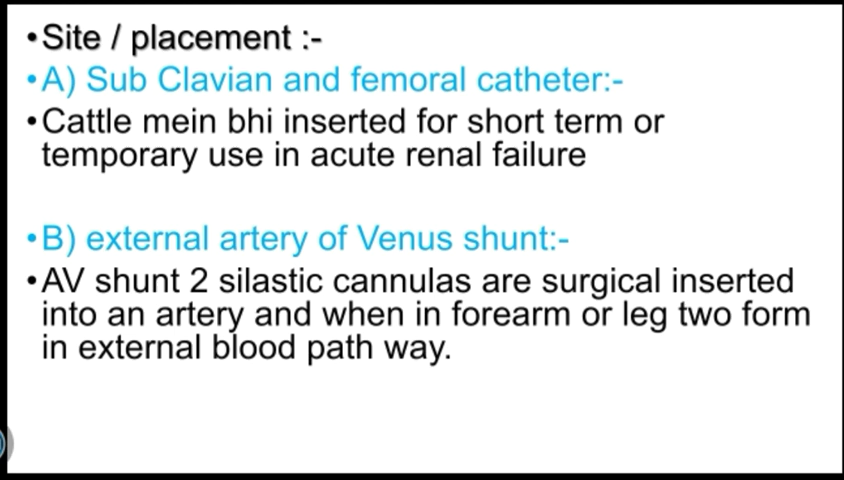 •Site / placement :-
•A) Sub Clavian and femoral catheter:-
•Cattle mein bhi inserted for short term or
temporary use in acute renal failure
•B) external artery of Venus shunt:-
•AV shunt 2 silastic cannulas are surgical inserted
into an artery and when in forearm or leg two form
in external blood path way.